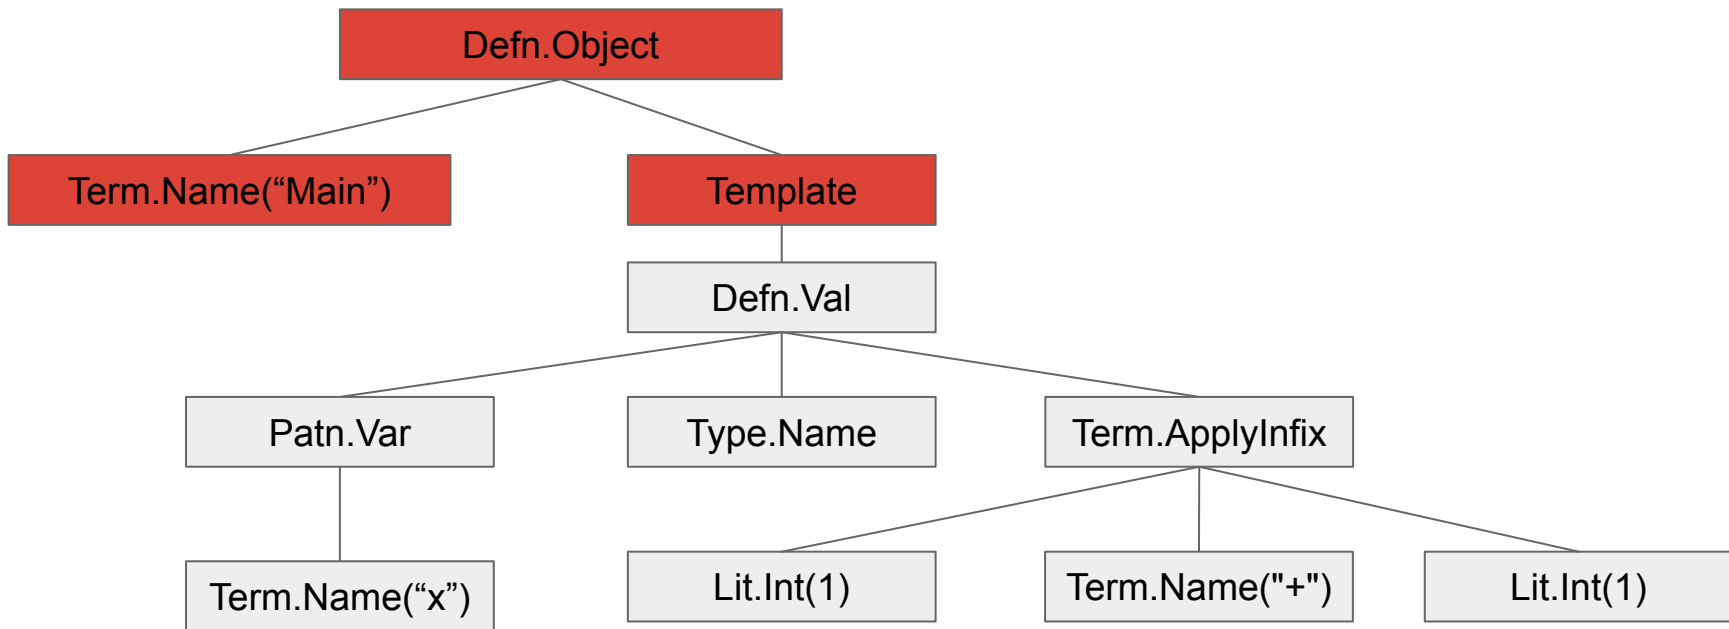 Defn.Object
Term.Name(“Main”)
Template
Defn.Val
Patn.Var
Type.Name
Term.ApplyInfix
Term.Name(“x”)
Lit.Int(1)
Term.Name("+")
Lit.Int(1)